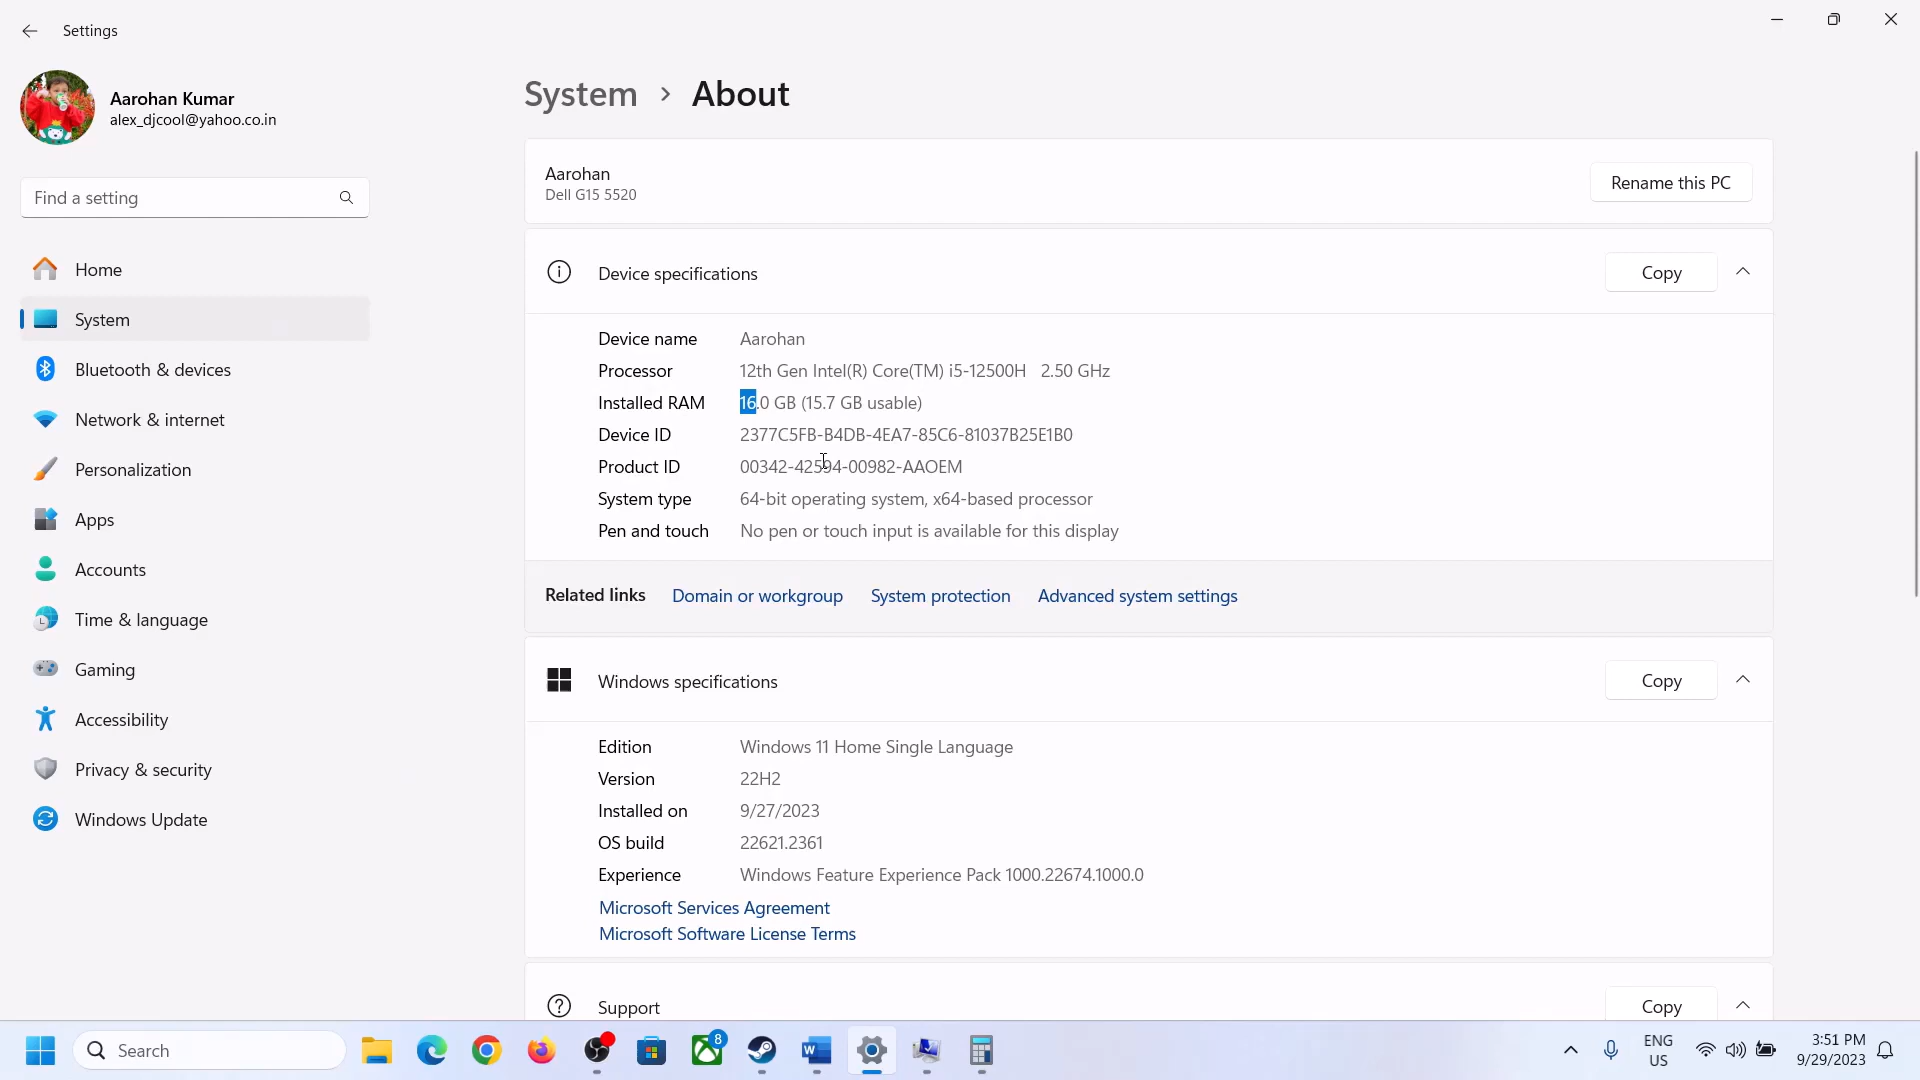 Settings
Aarohan Kumar
alex_djcool@yahoo.co.in
Find a setting
Home
System
Bluetooth & devices
Network & internet
Personalization
Apps
Accounts
Time & language
Gaming
Accessibility
Privacy & security
Windows Update
System > About
Aarohan
Dell G15 5520
Rename this PC
Device specifications
Copy
Device name Aarohan
Processor 12th Gen Intel(R) Core(TM) i5-12500H 2.50 GHz
Installed RAM 16.0 GB (15.7 GB usable)
Device ID 2377C5FB-B4DB-4EA7-85C6-81037B25E1B0
Product ID 00342-42594-00982-AAOEM
System type 64-bit operating system, x64-based processor
Pen and touch No pen or touch input is available for this display
Related links Domain or workgroup System protection Advanced system settings
Windows specifications
Copy
Edition Windows 11 Home Single Language
Version 22H2
Installed on 9/27/2023
OS build 22621.2361
Experience Windows Feature Experience Pack 1000.22674.1000.0
Microsoft Services Agreement
Microsoft Software License Terms
Support
Copy
Search
8
W
ENG
US
3:51 PM
9/29/2023